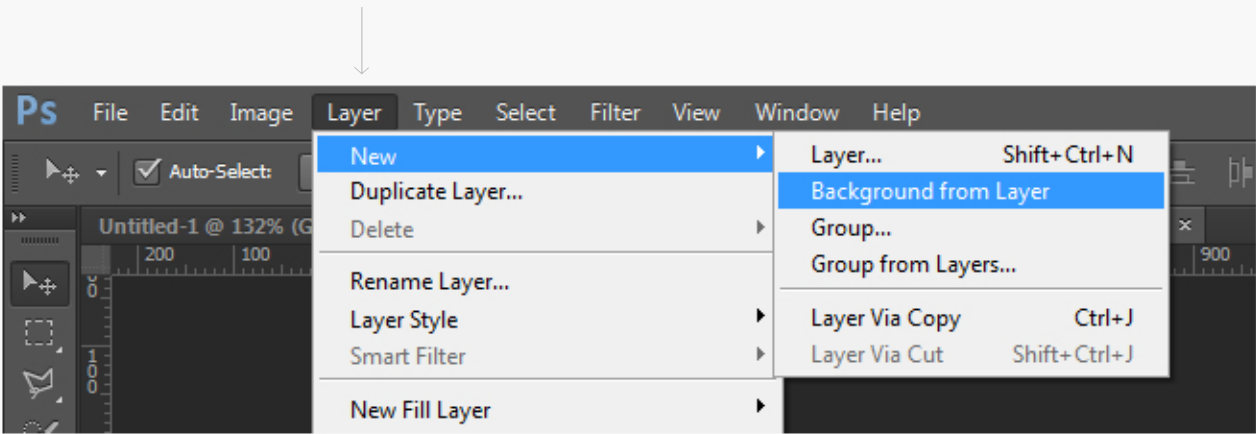 Ps File Edit Image Layer Type Select Filter View Window Help
Auto-Select:
New
Layer... Shift+Ctrl+N
Duplicate Layer...
Background from Layer
Untitled-1 @ 132% (G
×
Delete
Group...
200 100
900
Group from Layers...
0
Rename Layer...
Layer Style
Layer Via Copy Ctrl+J
Smart Filter
Layer Via Cut Shift+Ctrl+J
100
New Fill Layer